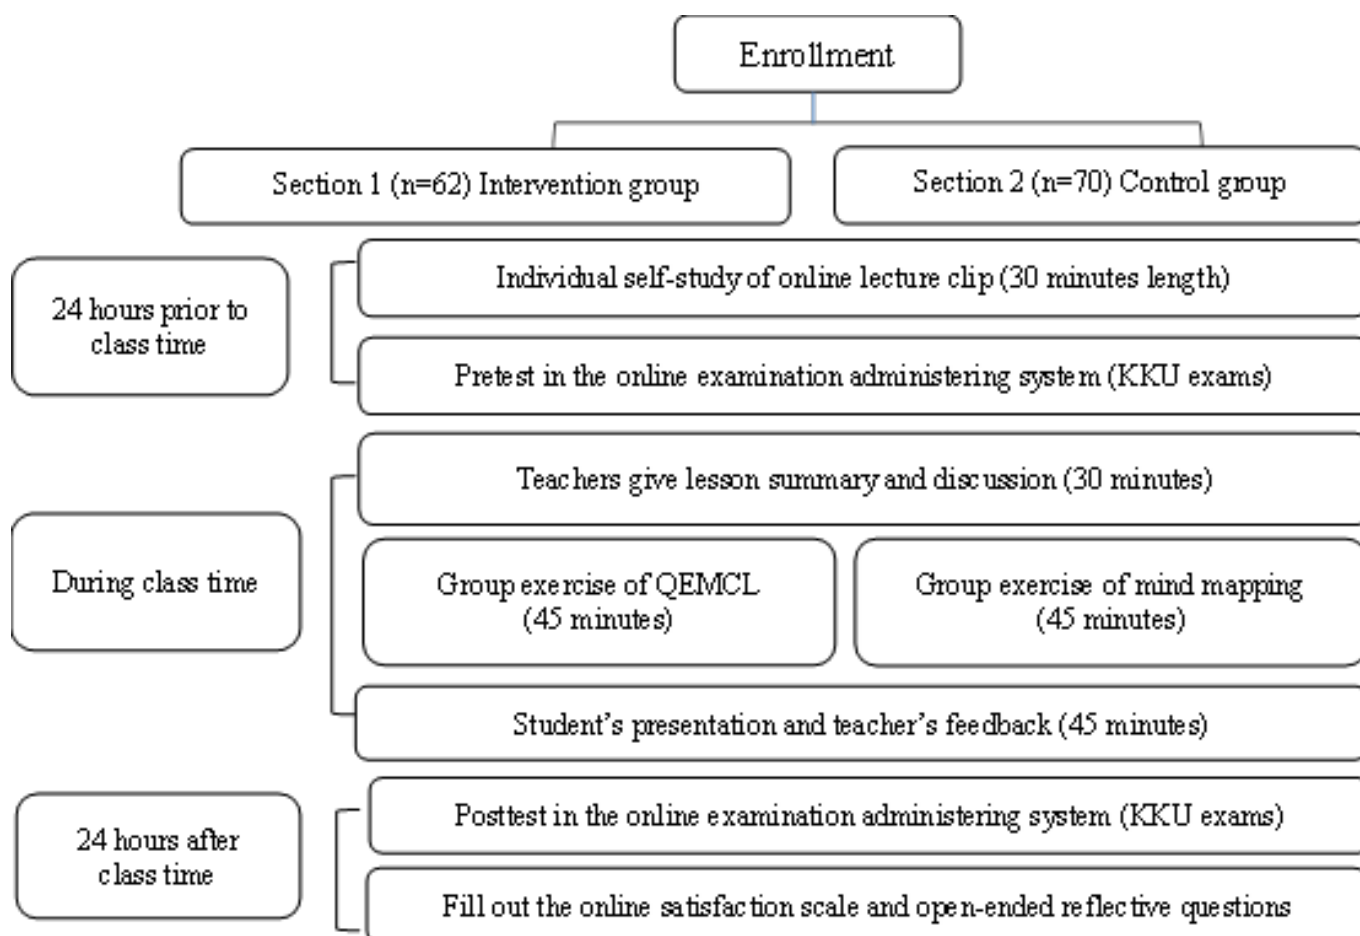 Enrollment
Section 1 (n=62) Intervention group
Section 2 (n=70) Control group
24 hours prior to
class time
Individual self-study of online lecture clip (30 minutes length)
Pretest in the online examination administering system (KKU exams)
During class time
Teachers give lesson summary and discussion (30 minutes)
Group exercise of QEMCL
(45 minutes)
Group exercise of mind mapping
(45 minutes)
Student’s presentation and teacher’s feedback (45 minutes)
24 hours after
class time
Posttest in the online examination administering system (KKU exams)
Fill out the online satisfaction scale and open-ended reflective questions